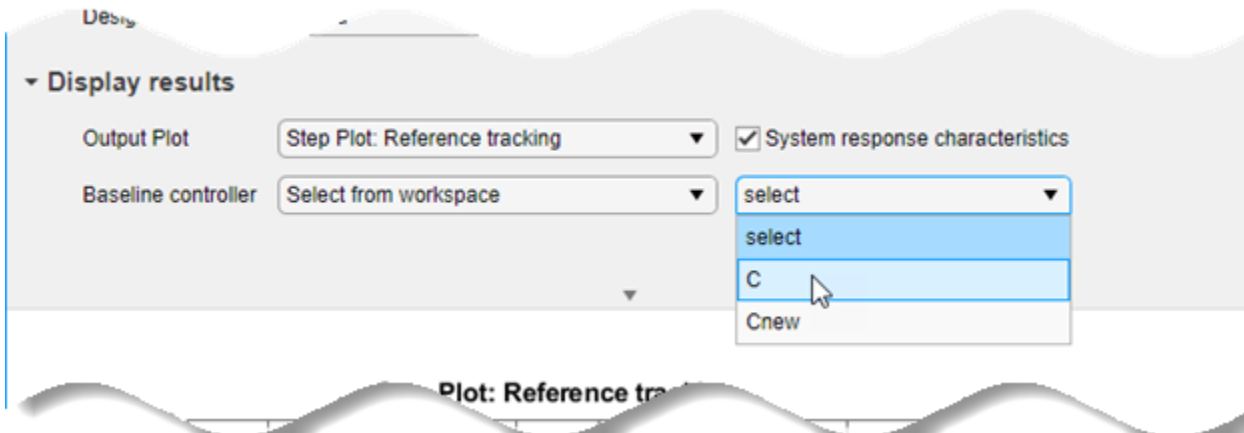 Display results
Output Plot Step Plot: Reference tracking System response characteristics
Baseline controller Select from workspace select
select
C
Cnew
Plot: Reference